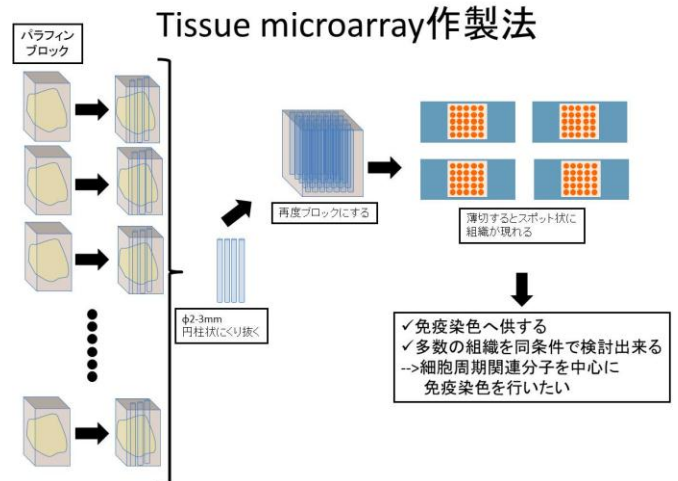 Tissue microarray作製法
パラフィン
ブロック
φ2-3mm
円柱状にくり抜く
再度ブロックにする
薄切するとスポット状に
組織が現れる
✓免疫染色へ供する
✓多数の組織を同条件で検討出来る
-->細胞周期関連分子を中心に
免疫染色を行いたい